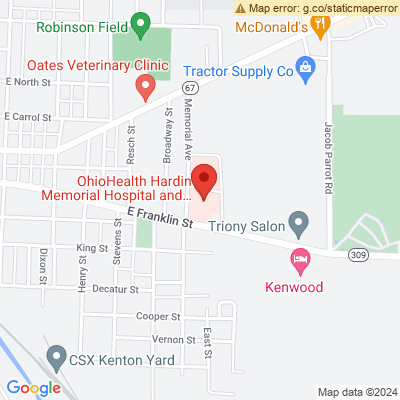 Map error: g.co/staticmaperror
Robinson Field
McDonald's
Oates Veterinary Clinic
Tractor Supply Co
E North St
67
E Carrol St
Resch St
Broadway St
Memorial Ave
Jacob Parrot Rd
OhioHealth Hardin
Memorial Hospital and...
E Franklin St
Triony Salon
309
King St
Kenwood
Dixon St
Henry St
Stevens St
Decatur St
Cooper St
Vernon St
East St
CSX Kenton Yard
Google
Map data ©2024